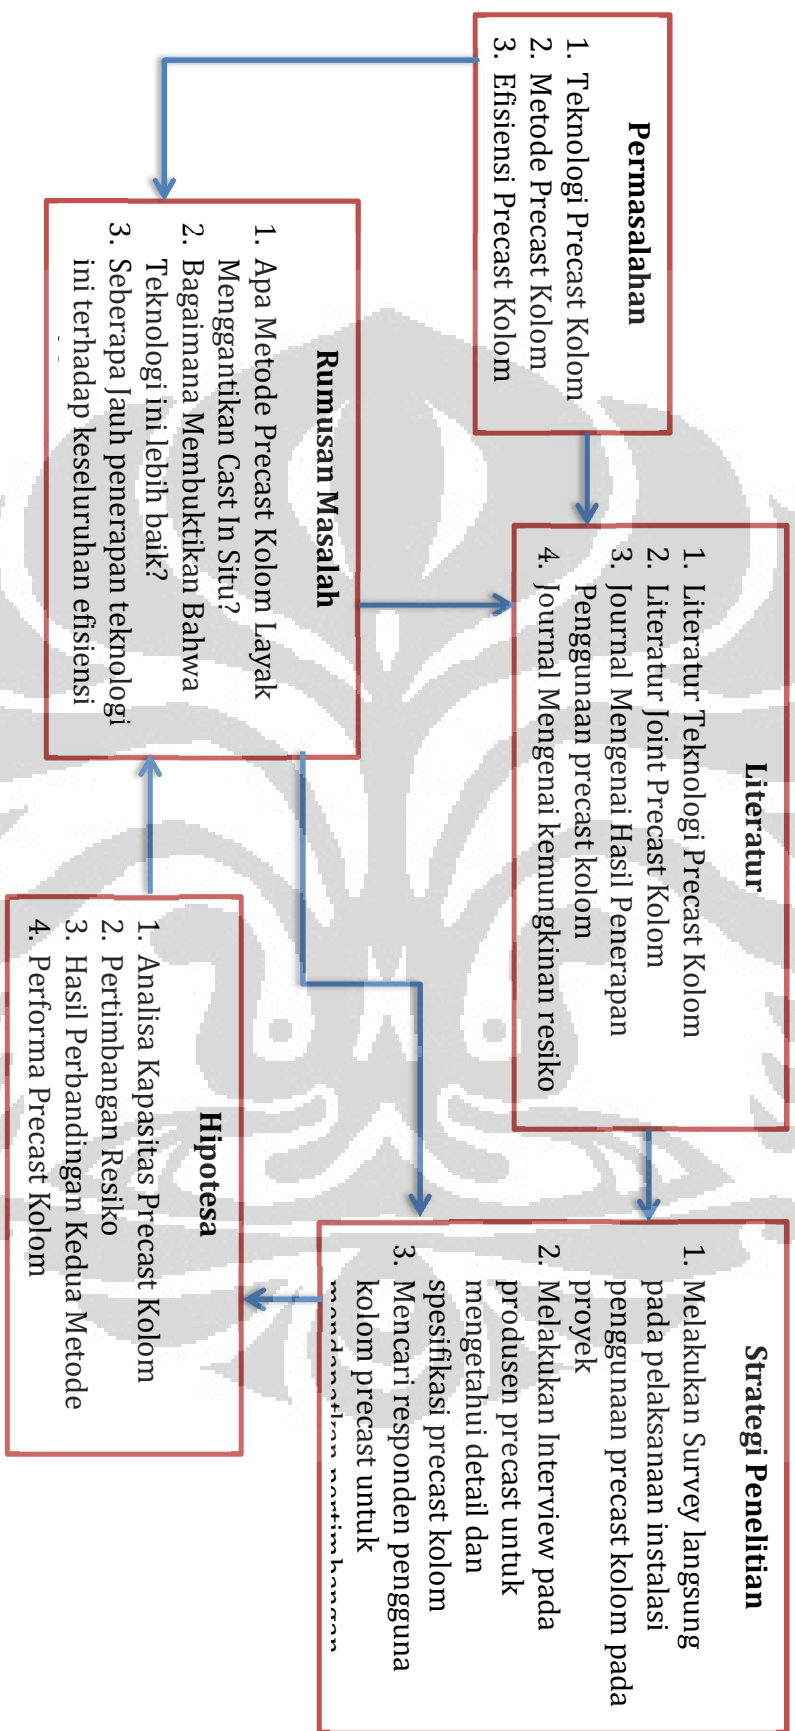 Permasalahan
1. Teknologi Precast Kolom
2. Metode Precast Kolom
3. Efisiensi Precast Kolom
Literatur
1. Literatur Teknologi Precast Kolom
2. Literatur Joint Precast Kolom
3. Journal Mengenai Hasil Penerapan
Penggunaan precast kolom
4. Journal Mengenai kemungkinan resiko
Strategi Penelitian
1. Melakukan Survey langsung
pada pelaksanaan instalasi
penggunaan precast kolom pada
proyek
2. Melakukan Interview pada
produsen precast untuk
mengetahui detail dan
spesifikasi precast kolom
3. Mencari responden pengguna
kolom precast untuk
mendapatkan pertimbangan
Rumusan Masalah
1. Apa Metode Precast Kolom Layak
Menggantikan Cast In Situ?
2. Bagaimana Membuktikan Bahwa
Teknologi ini lebih baik?
3. Seberapa Jauh penerapan teknologi
ini terhadap keseluruhan efisiensi
Hipotesa
1. Analisa Kapasitas Precast Kolom
2. Pertimbangan Resiko
3. Hasil Perbandingan Kedua Metode
4. Performa Precast Kolom